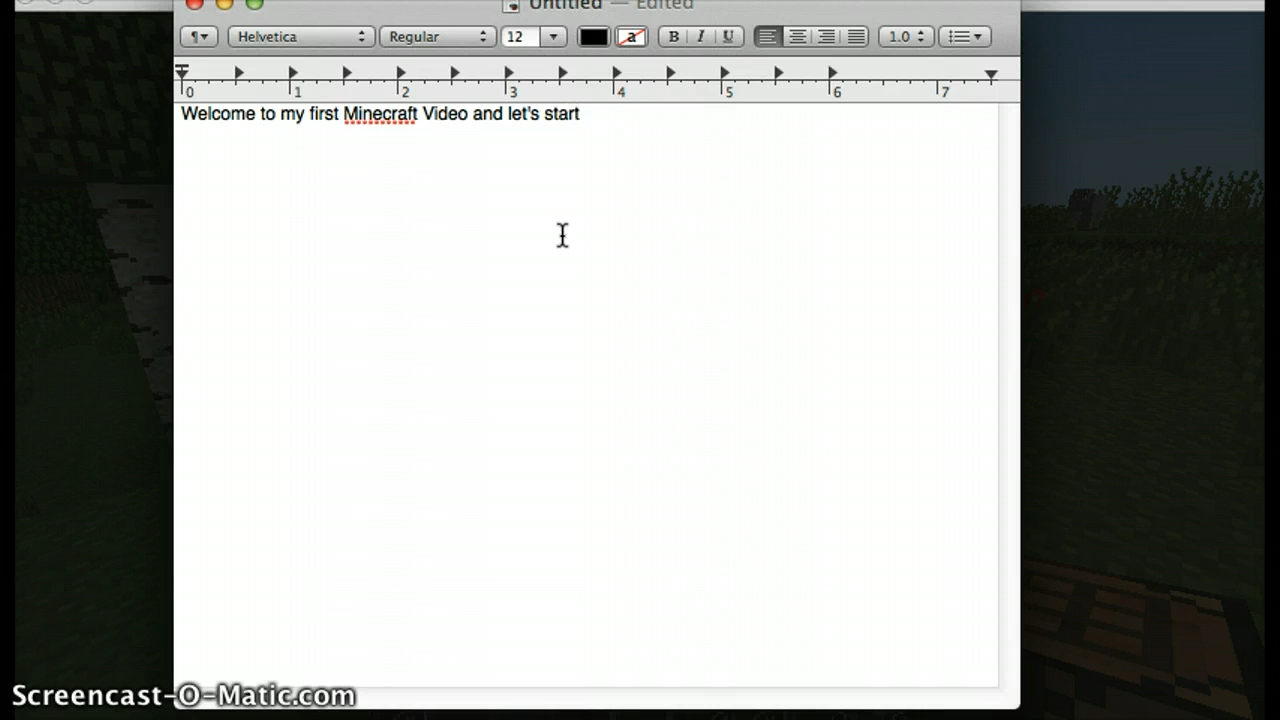 Untitled — Edited
¶ Helvetica Regular 12 a B I U 1.0
0 1 2 3 4 5 6 7
Welcome to my first Minecraft Video and let's start
Screencast-O-Matic.com